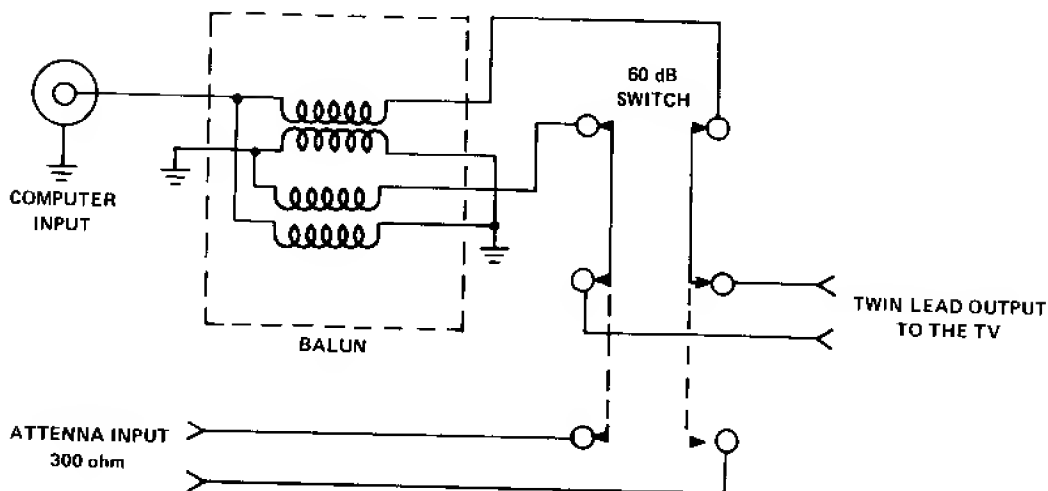 60 dB
SWITCH
COMPUTER
INPUT
BALUN
TWIN LEAD OUTPUT
TO THE TV
ATTENNA INPUT
300 ohm